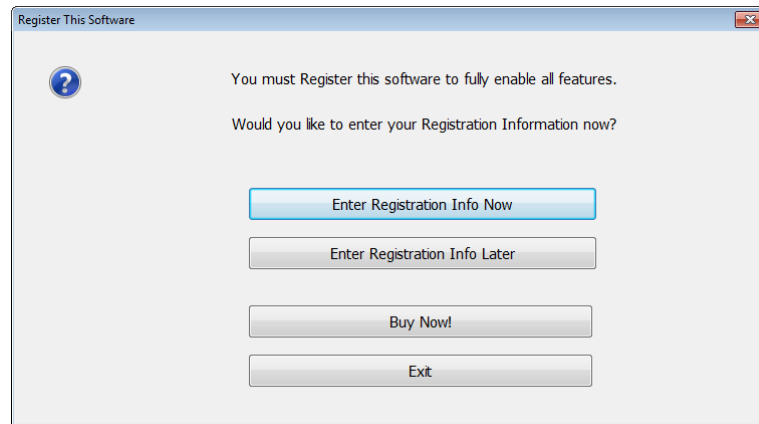 Register This Software
You must Register this software to fully enable all features.
Would you like to enter your Registration Information now?
Enter Registration Info Now
Enter Registration Info Later
Buy Now!
Exit